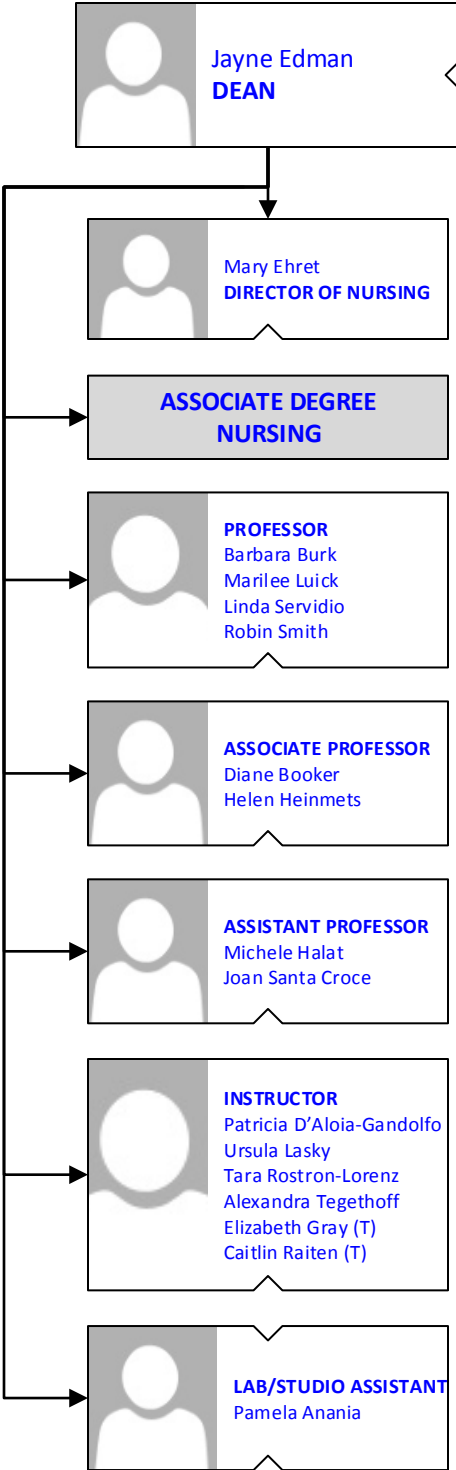 Jayne Edman
DEAN
Mary Ehret
DIRECTOR OF NURSING
ASSOCIATE DEGREE
NURSING
PROFESSOR
Barbara Burk
Marilee Luick
Linda Servidio
Robin Smith
ASSOCIATE PROFESSOR
Diane Booker
Helen Heinmets
ASSISTANT PROFESSOR
Michele Halat
Joan Santa Croce
INSTRUCTOR
Patricia D’Aloia-Gandolfo
Ursula Lasky
Tara Rostron-Lorenz
Alexandra Tegethoff
Elizabeth Gray (T)
Caitlin Raiten (T)
LAB/STUDIO ASSISTANT
Pamela Anania